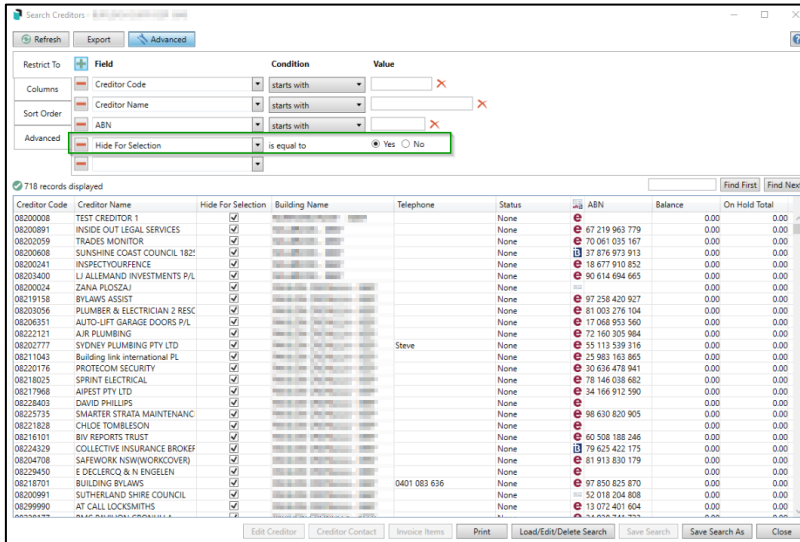 Search Creditors -
Refresh Export Advanced
Restrict To Field Condition Value
Columns Creditor Code starts with
Sort Order Creditor Name starts with
Advanced ABN starts with
Hide For Selection is equal to Yes No
718 records displayed Find First Find Next
Creditor Code Creditor Name Hide For Selection Building Name Telephone Status ABN Balance On Hold Total
08200008 TEST CREDITOR 1 None 0.00 0.00
08200891 INSIDE OUT LEGAL SERVICES None 67 219 963 779 0.00 0.00
08202059 TRADES MONITOR None 70 061 035 167 0.00 0.00
08200608 SUNSHINE COAST COUNCIL 182 None 37 876 973 913 0.00 0.00
08200241 INSPECTYOURFENCE None 18 677 910 852 0.00 0.00
08203400 LJ ALLEMAND INVESTMENTS P/L None 90 614 694 665 0.00 0.00
08200024 ZANA PLOSZAJ None 0.00 0.00
08219158 BYLAWS ASSIST None 97 258 420 927 0.00 0.00
08203056 PLUMBER & ELECTRICIAN 2 RESC None 81 003 276 104 0.00 0.00
08206351 AUTO-LIFT GARAGE DOORS P/L None 17 068 953 560 0.00 0.00
08222121 AJR PLUMBING None 72 160 305 984 0.00 0.00
08202777 SYDNEY PLUMBING PTY LTD Steve None 55 113 539 316 0.00 0.00
08211043 Building link international PL None 25 983 163 865 0.00 0.00
08220176 PROTECOM SECURITY None 30 636 478 941 0.00 0.00
08218025 SPRINT ELECTRICAL None 78 146 038 682 0.00 0.00
08217968 AIPEST PTY LTD None 34 166 912 590 0.00 0.00
08228403 DAVID PHILLIPS None 0.00 0.00
08225735 SMARTER STRATA MAINTENANC None 98 630 820 905 0.00 0.00
08221828 CHLOE TOMBLESON None 0.00 0.00
08216101 BIV REPORTS TRUST None 60 508 188 246 0.00 0.00
08224329 COLLECTIVE INSURANCE BROKER None 79 625 422 175 0.00 0.00
08204708 SAFEWORK NSW(WORKCOVER) None 81 913 830 179 0.00 0.00
08229450 E DECLERCQ & N ENGELEN None 0.00 0.00
08218701 BUILDING BYLAWS 0401 083 636 None 97 850 825 870 0.00 0.00
08200991 SUTHERLAND SHIRE COUNCIL None 52 018 204 808 0.00 0.00
08299990 AT CALL LOCKSMITHS None 13 072 401 604 0.00 0.00
Edit Creditor Creditor Contact Invoice Items Print Load/Edit/Delete Search Save Search Save Search As Close